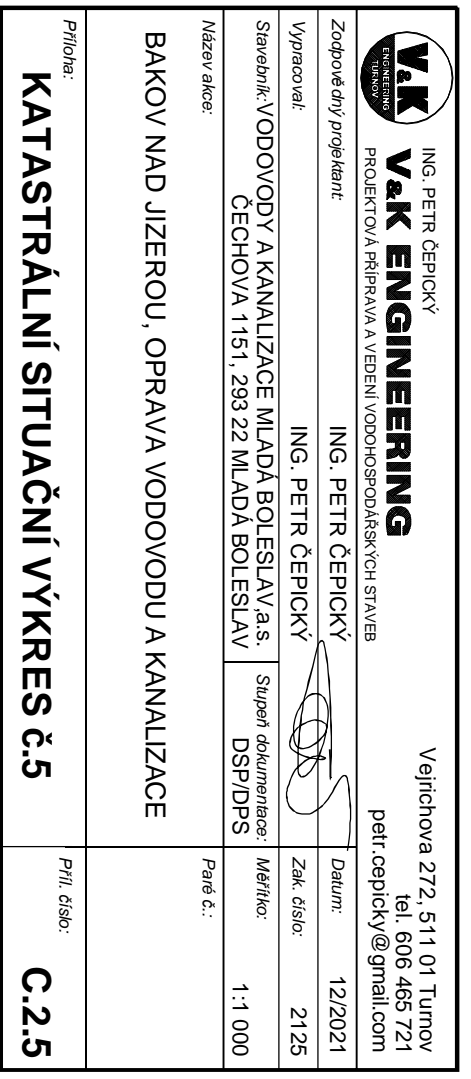 V&K
ENGINEERING
TURNOV
ING. PETR ČEPICKÝ
V&K ENGINEERING
PROJEKTOVÁ PŘÍPRAVA A VEDENÍ VODOHOSPODÁŘSKÝCH STAVEB
Vejrichova 272, 511 01 Turnov
tel. 606 465 721
petr.cepicky@gmail.com
Zodpovědný projektant: ING. PETR ČEPICKÝ
Datum: 12/2021
Vypracoval: ING. PETR ČEPICKÝ
Zak. číslo: 2125
Stavebník: VODOVODY A KANALIZACE MLADÁ BOLESLAV,a.s.
ČECHOVA 1151, 293 22 MLADÁ BOLESLAV
Stupeň dokumentace:
DSP/DPS
Měřítko:
1:1 000
Název akce:
BAKOV NAD JIZEROU, OPRAVA VODOVODU A KANALIZACE
Paré č.:
Příloha:
KATASTRÁLNÍ SITUAČNÍ VÝKRES č.5
Příl. číslo:
C.2.5